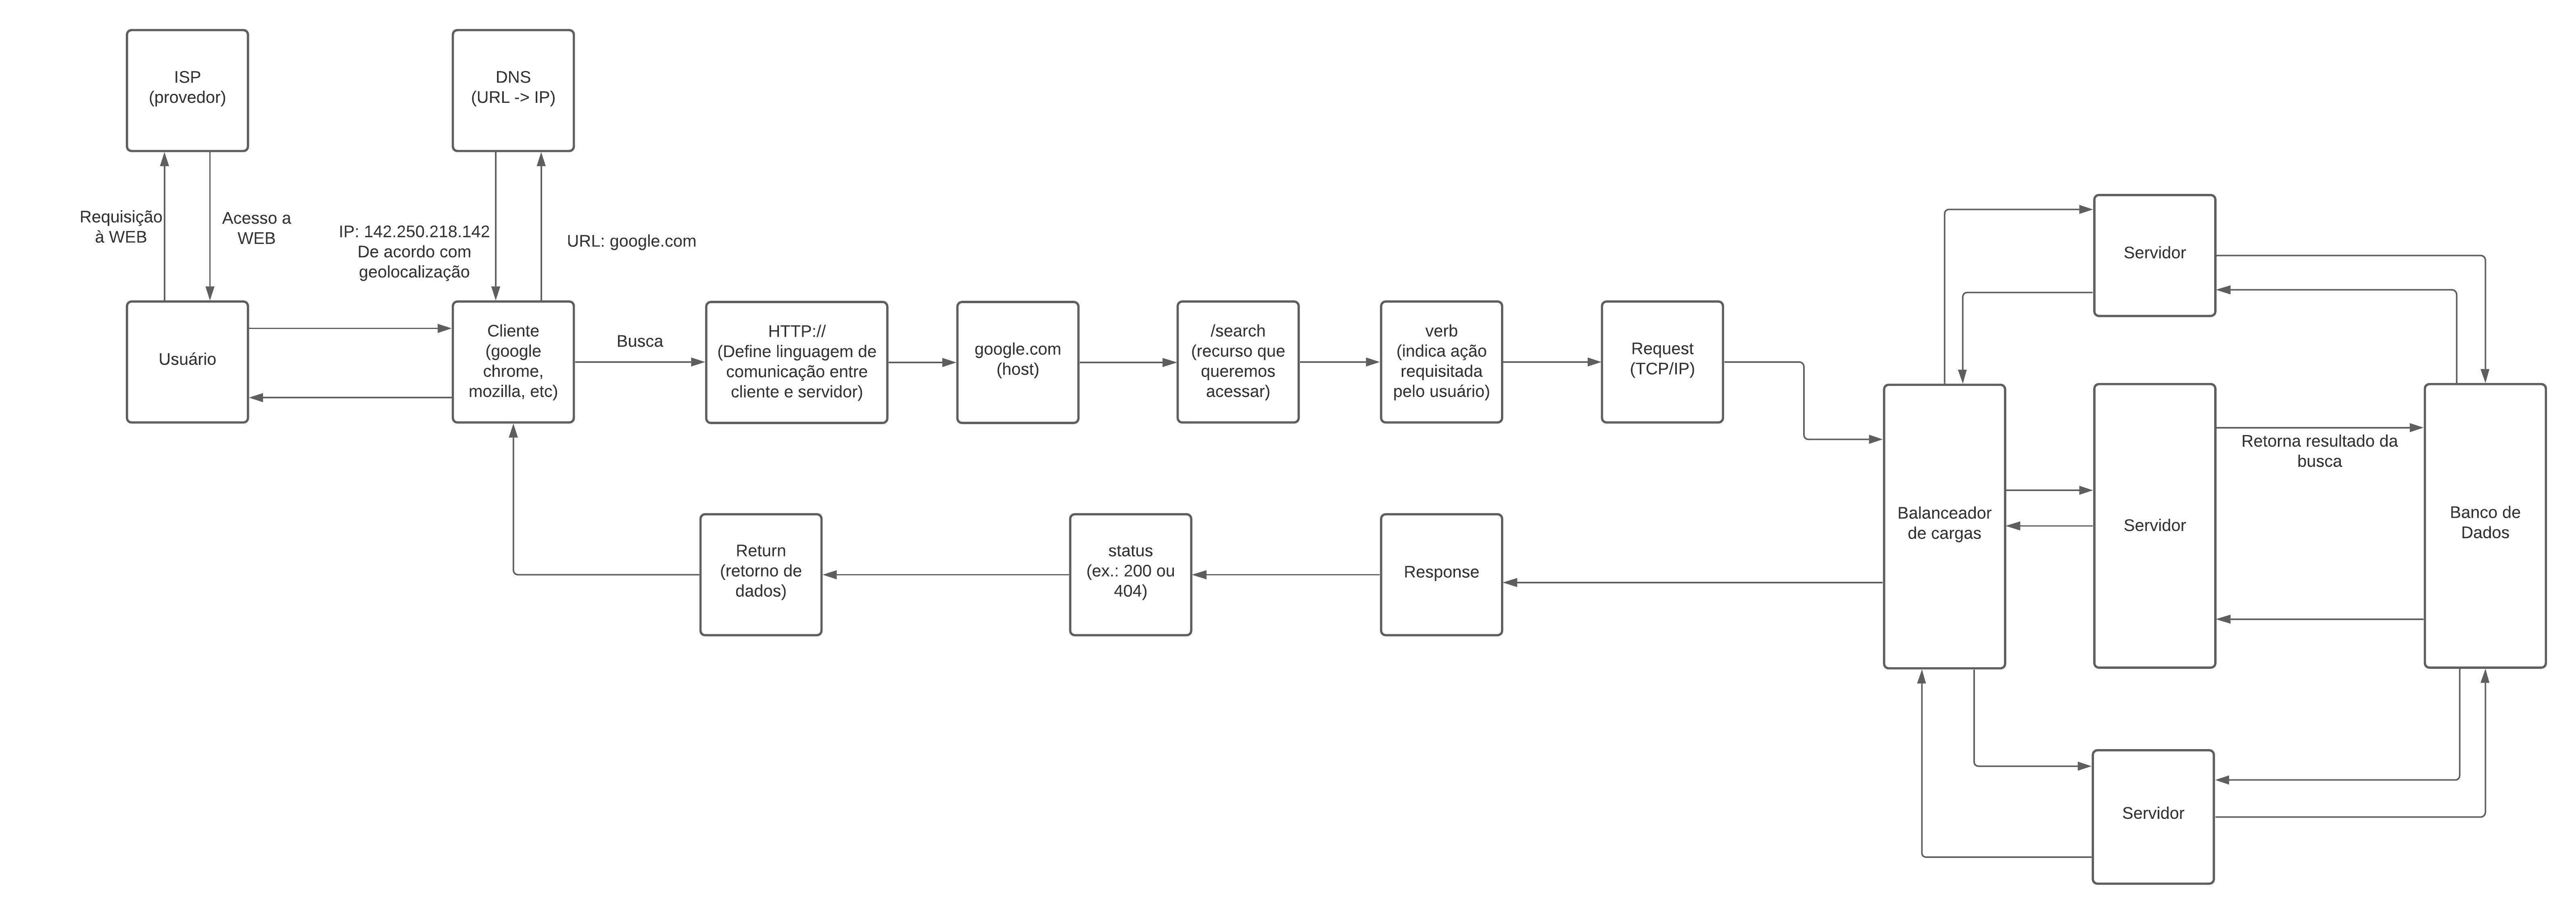 ISP
(provedor)
DNS
(URL -> IP)
Requisição
à WEB
Acesso a
WEB
IP: 142.250.218.142
De acordo com
geolocalização
URL: google.com
Usuário
Cliente
(google
chrome,
mozilla, etc)
Busca
HTTP://
(Define linguagem de
comunicação entre
cliente e servidor)
google.com
(host)
/search
(recurso que
queremos
acessar)
verb
(indica ação
requisitada
pelo usuário)
Request
(TCP/IP)
Balanceador
de cargas
Servidor
Servidor
Servidor
Retorna resultado da
busca
Banco de
Dados
Response
status
(ex.: 200 ou
404)
Return
(retorno de
dados)